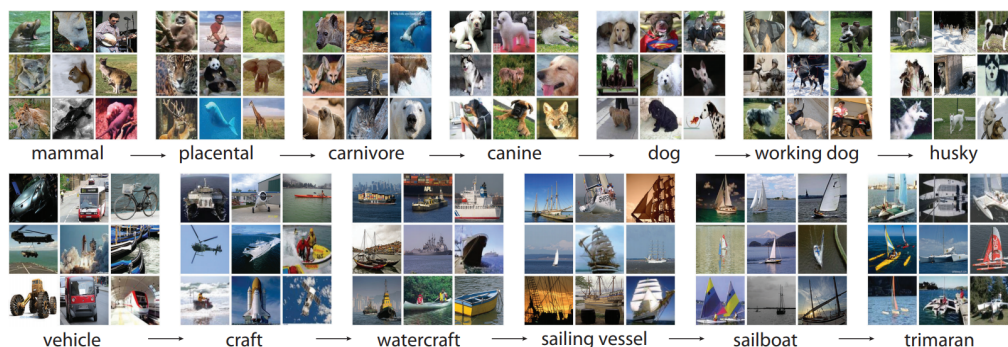 mammal → placental → carnivore → canine → dog → working dog → husky
vehicle → craft → watercraft → sailing vessel → sailboat → trimaran